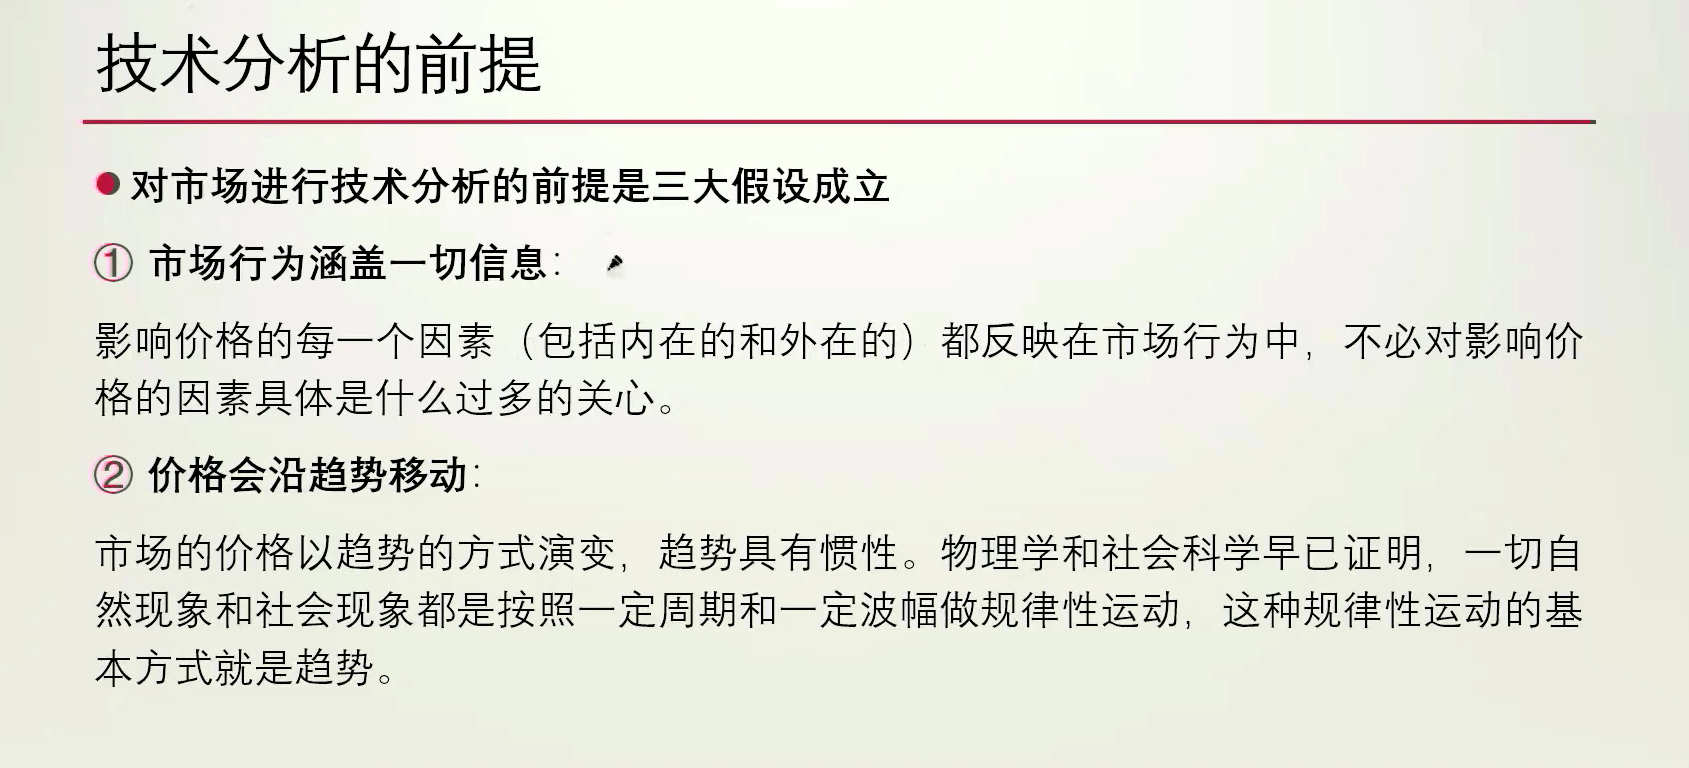 技术分析的前提
对市场进行技术分析的前提是三大假设成立
① 市场行为涵盖一切信息：
影响价格的每一个因素（包括内在的和外在的）都反映在市场行为中，不必对影响价
格的因素具体是什么过多的关心。
② 价格会沿趋势移动：
市场的价格以趋势的方式演变，趋势具有惯性。物理学和社会科学早已证明，一切自
然现象和社会现象都是按照一定周期和一定波幅做规律性运动，这种规律性运动的基
本方式就是趋势。